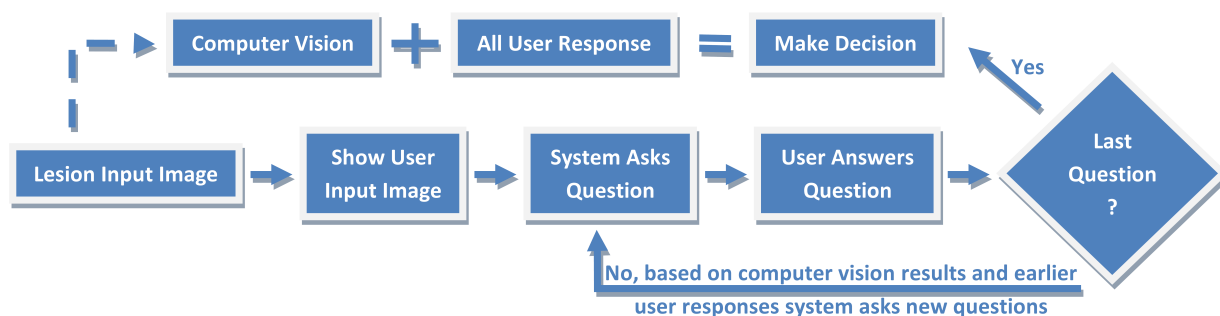 Computer Vision
All User Response
Make Decision
Yes
Lesion Input Image
Show User
Input Image
System Asks
Question
User Answers
Question
Last
Question
?
No, based on computer vision results and earlier
user responses system asks new questions